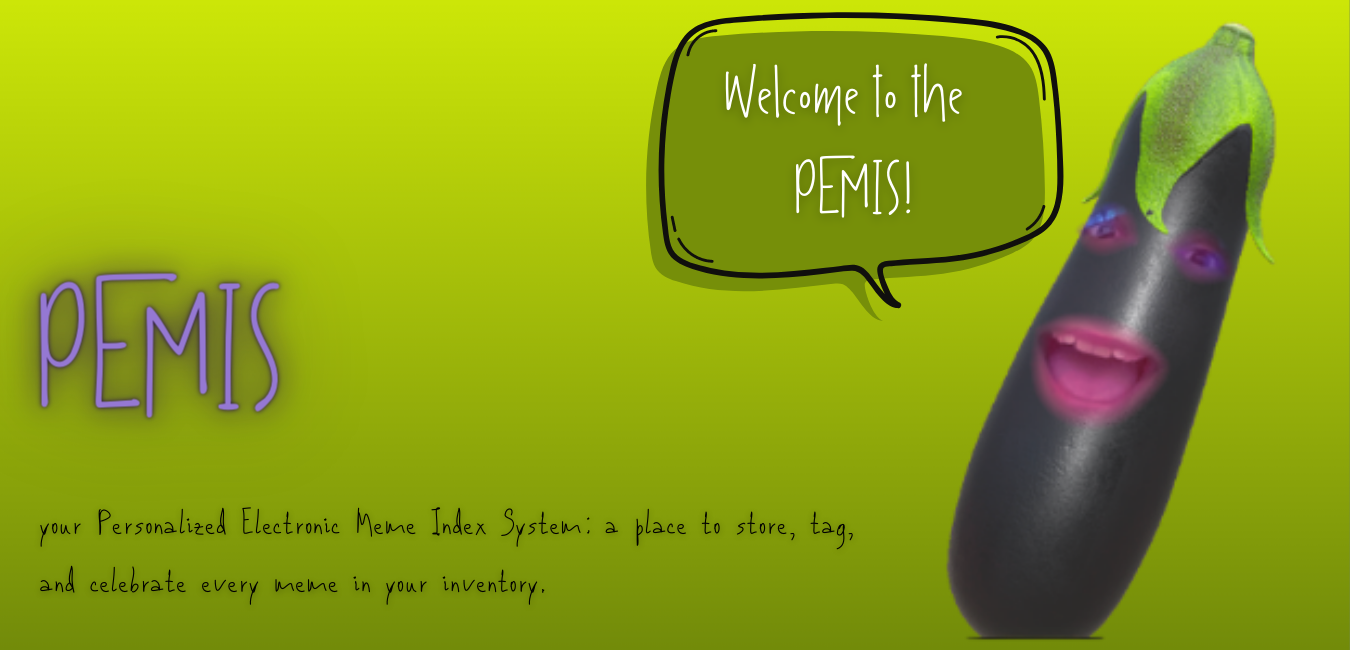 Welcome to the
PEMIS!
PEMIS
your Personalized Electronic Meme Index System: a place to store, tag,
and celebrate every meme in your inventory.